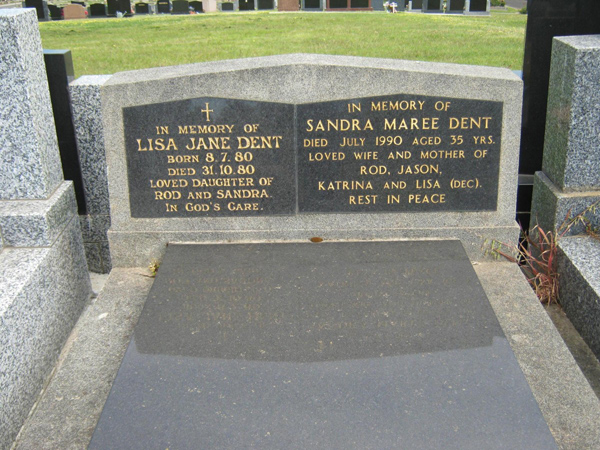 IN MEMORY OF
LISA JANE DENT
BORN 8.7.80
DIED 31.10.80
LOVED DAUGHTER OF
ROD AND SANDRA.
IN GOD'S CARE.
IN MEMORY OF
SANDRA MAREE DENT
DIED JULY 1990 AGED 35 YRS.
LOVED WIFE AND MOTHER OF
ROD, JASON,
KATRINA AND LISA (DEC).
REST IN PEACE